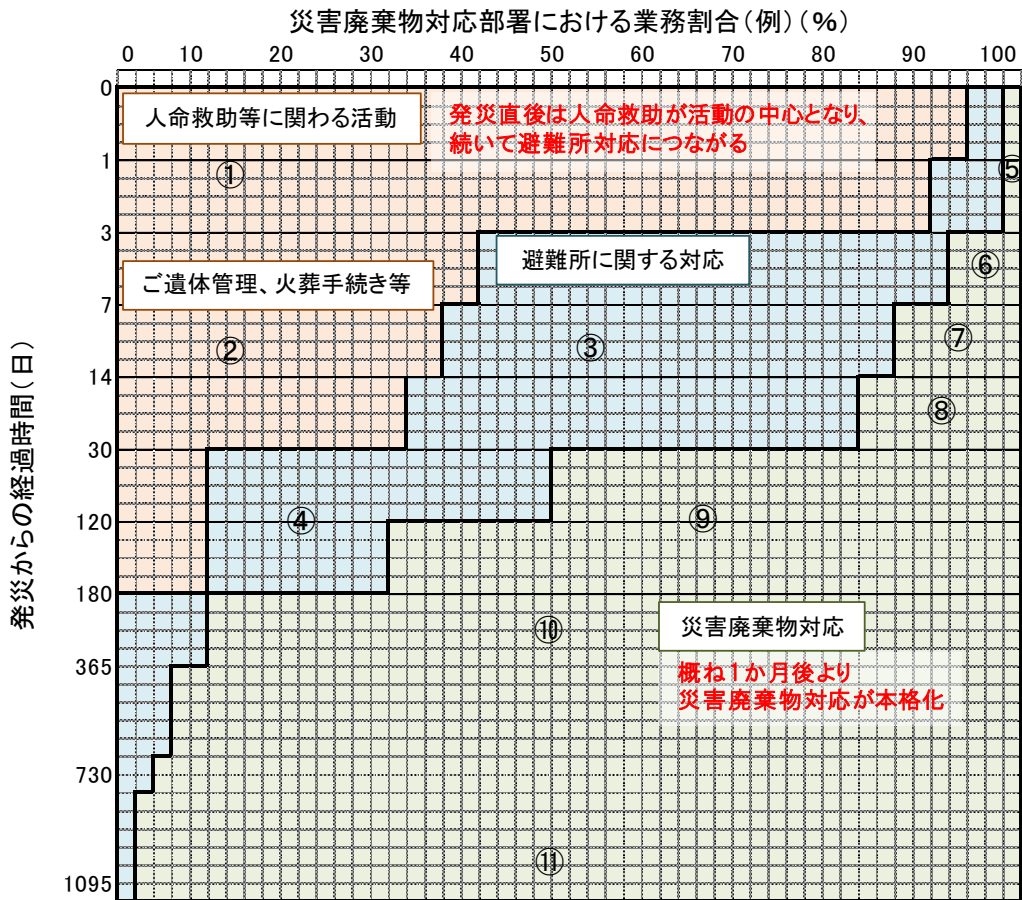 災害廃棄物対応部署における業務割合(例)(%)
0 10 20 30 40 50 60 70 80 90 100
0
人命救助等に関わる活動
発災直後は人命救助が活動の中心となり、
続いて避難所対応につながる
1
①
⑤
3
避難所に関する対応
⑥
ご遺体管理、火葬手続き等
7
②
③
⑦
14
⑧
30
④
⑨
120
180
⑩
災害廃棄物対応
365
概ね1か月後より
災害廃棄物対応が本格化
730
⑪
1095
発災からの経過時間(日)